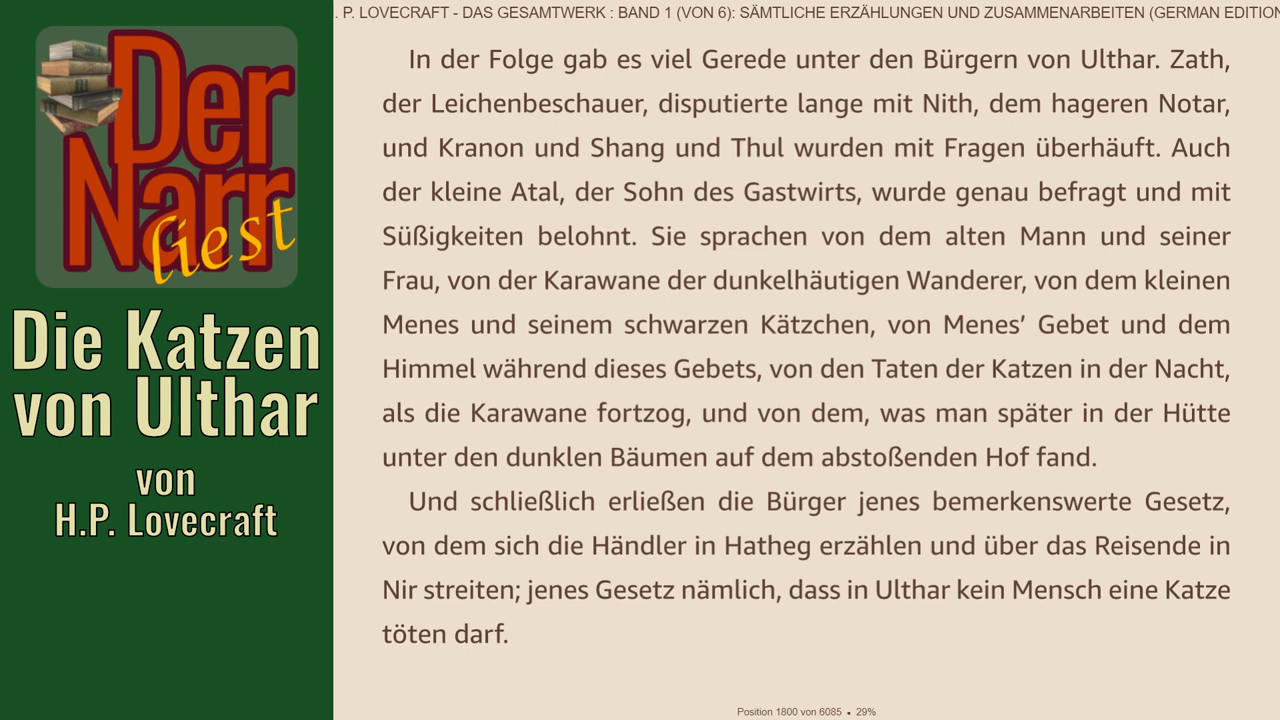 Der
Narr
liest
Die Katzen
von Ulthar
von
H.P. Lovecraft
. P. LOVECRAFT - DAS GESAMTWERK : BAND 1 (VON 6): SÄMTLICHE ERZÄHLUNGEN UND ZUSAMMENARBEITEN (GERMAN EDITION
In der Folge gab es viel Gerede unter den Bürgern von Ulthar. Zath,
der Leichenbeschauer, disputierte lange mit Nith, dem hageren Notar,
und Kranon und Shang und Thul wurden mit Fragen überhäuft. Auch
der kleine Atal, der Sohn des Gastwirts, wurde genau befragt und mit
Süßigkeiten belohnt. Sie sprachen von dem alten Mann und seiner
Frau, von der Karawane der dunkelhäutigen Wanderer, von dem kleinen
Menes und seinem schwarzen Kätzchen, von Menes’ Gebet und dem
Himmel während dieses Gebets, von den Taten der Katzen in der Nacht,
als die Karawane fortzog, und von dem, was man später in der Hütte
unter den dunklen Bäumen auf dem abstoßenden Hof fand.
Und schließlich erließen die Bürger jenes bemerkenswerte Gesetz,
von dem sich die Händler in Hatheg erzählen und über das Reisende in
Nir streiten; jenes Gesetz nämlich, dass in Ulthar kein Mensch eine Katze
töten darf.
Position 1800 von 6085 • 29%